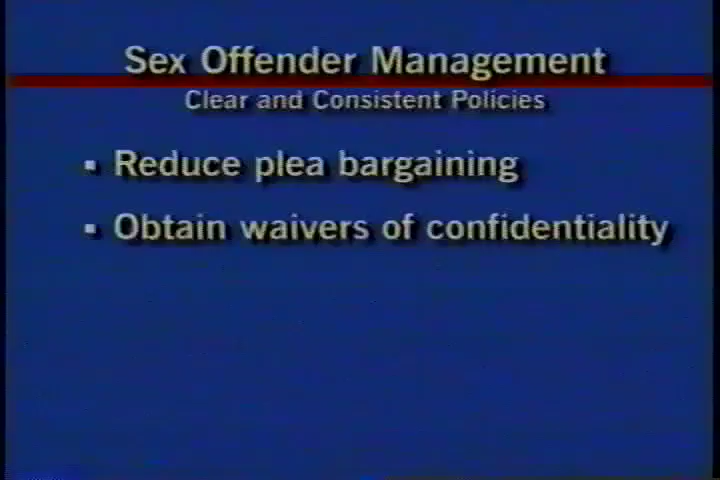 Sex Offender Management
Clear and Consistent Policies
▪ Reduce plea bargaining
▪ Obtain waivers of confidentiality